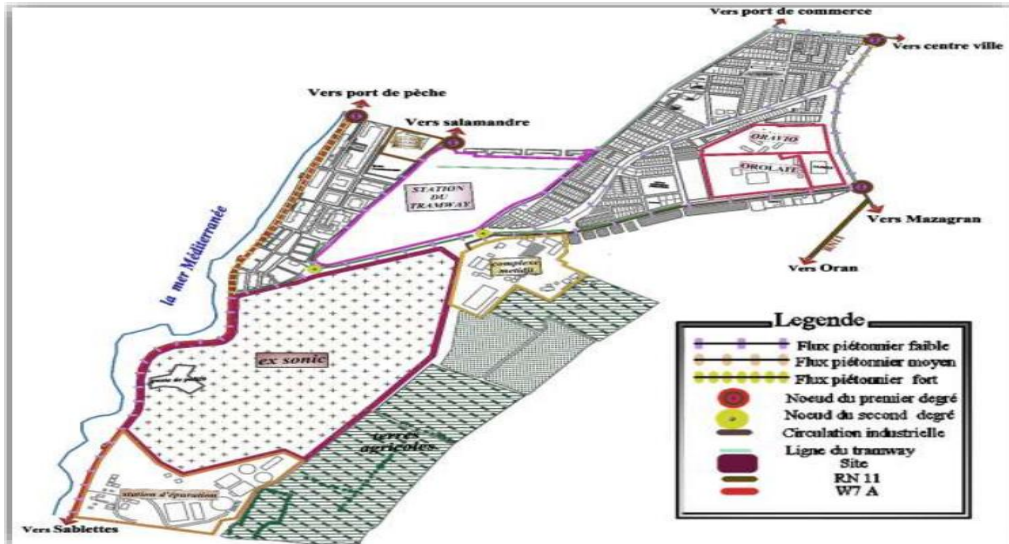 Vers port de commerce
Vers centre ville
Vers port de pêche
Vers salamandre
ORAVIO
OROLAIT
STATION
DU
TRAMWAY
Vers Mazagran
Vers Oran
la mer Méditerranée
complexe
ex sonic
terres
agricoles
station d'épuration
Vers Sablettes
Legende
Flux piétonnier faible
Flux piétonnier moyen
Flux piétonnier fort
Noeud du premier degré
Noeud du second degré
Circulation industrielle
Ligne du tramway
Site
RN 11
W7 A